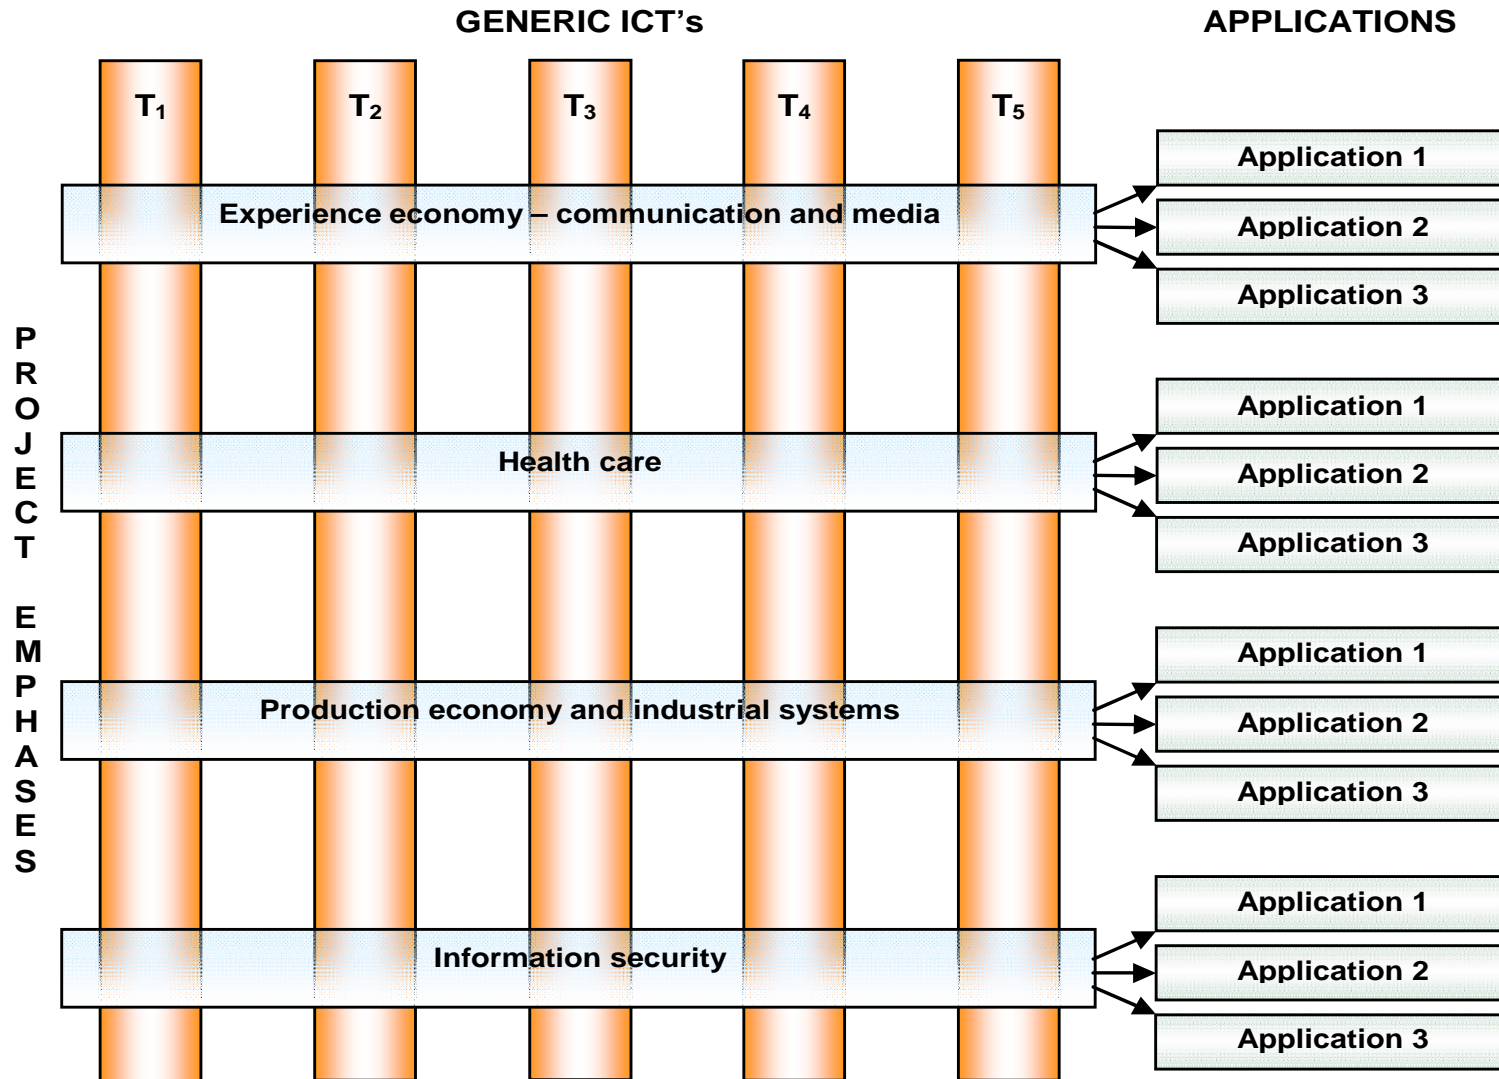 GENERIC ICT's
APPLICATIONS
T₁
T₂
T₃
T₄
T₅
PROJECT EMPHASES
Experience economy – communication and media
Application 1
Application 2
Application 3
Health care
Application 1
Application 2
Application 3
Production economy and industrial systems
Application 1
Application 2
Application 3
Information security
Application 1
Application 2
Application 3